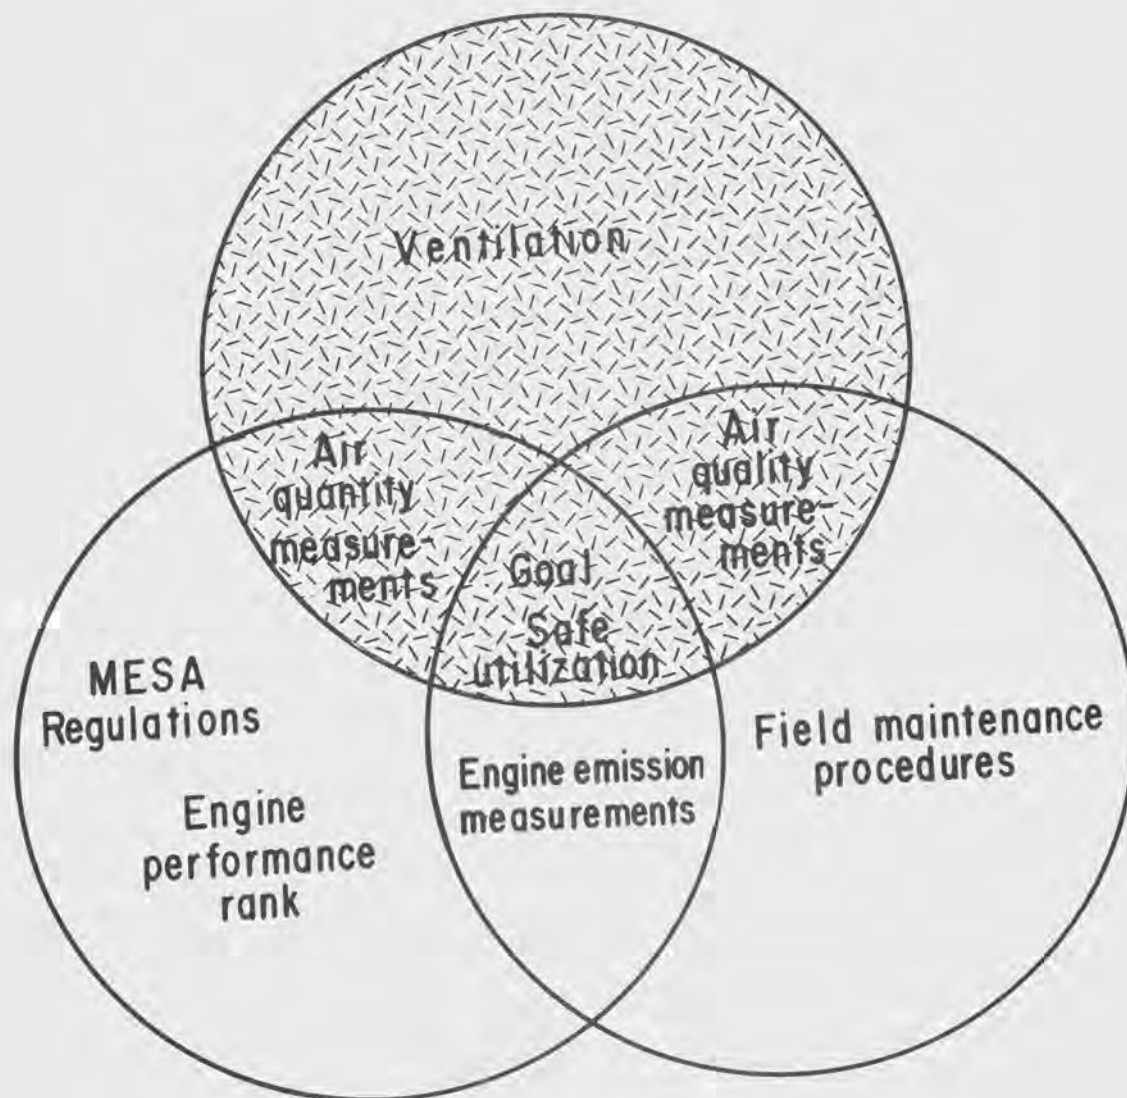 Ventilation
Air
quantity
measure-
ments
Air
quality
measure-
ments
Goal
Safe
utilization
MESA
Regulations
Engine
performance
rank
Engine emission
measurements
Field maintenance
procedures